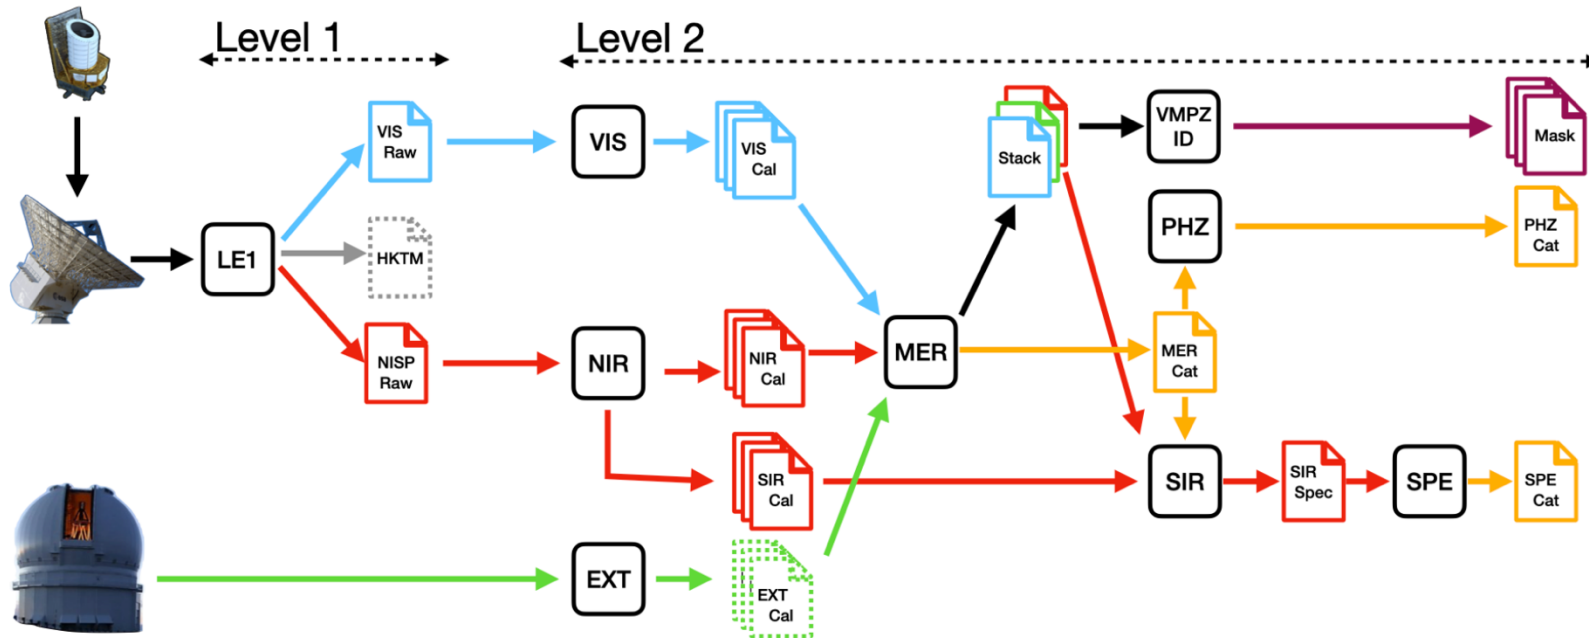 Level 1
Level 2
VIS
Raw
VIS
VIS
Cal
Stack
VMPZ
ID
Mask
LE1
HKTM
PHZ
PHZ
Cat
NISP
Raw
NIR
NIR
Cal
MER
MER
Cat
SIR
Cal
SIR
SIR
Spec
SPE
SPE
Cat
EXT
EXT
Cal